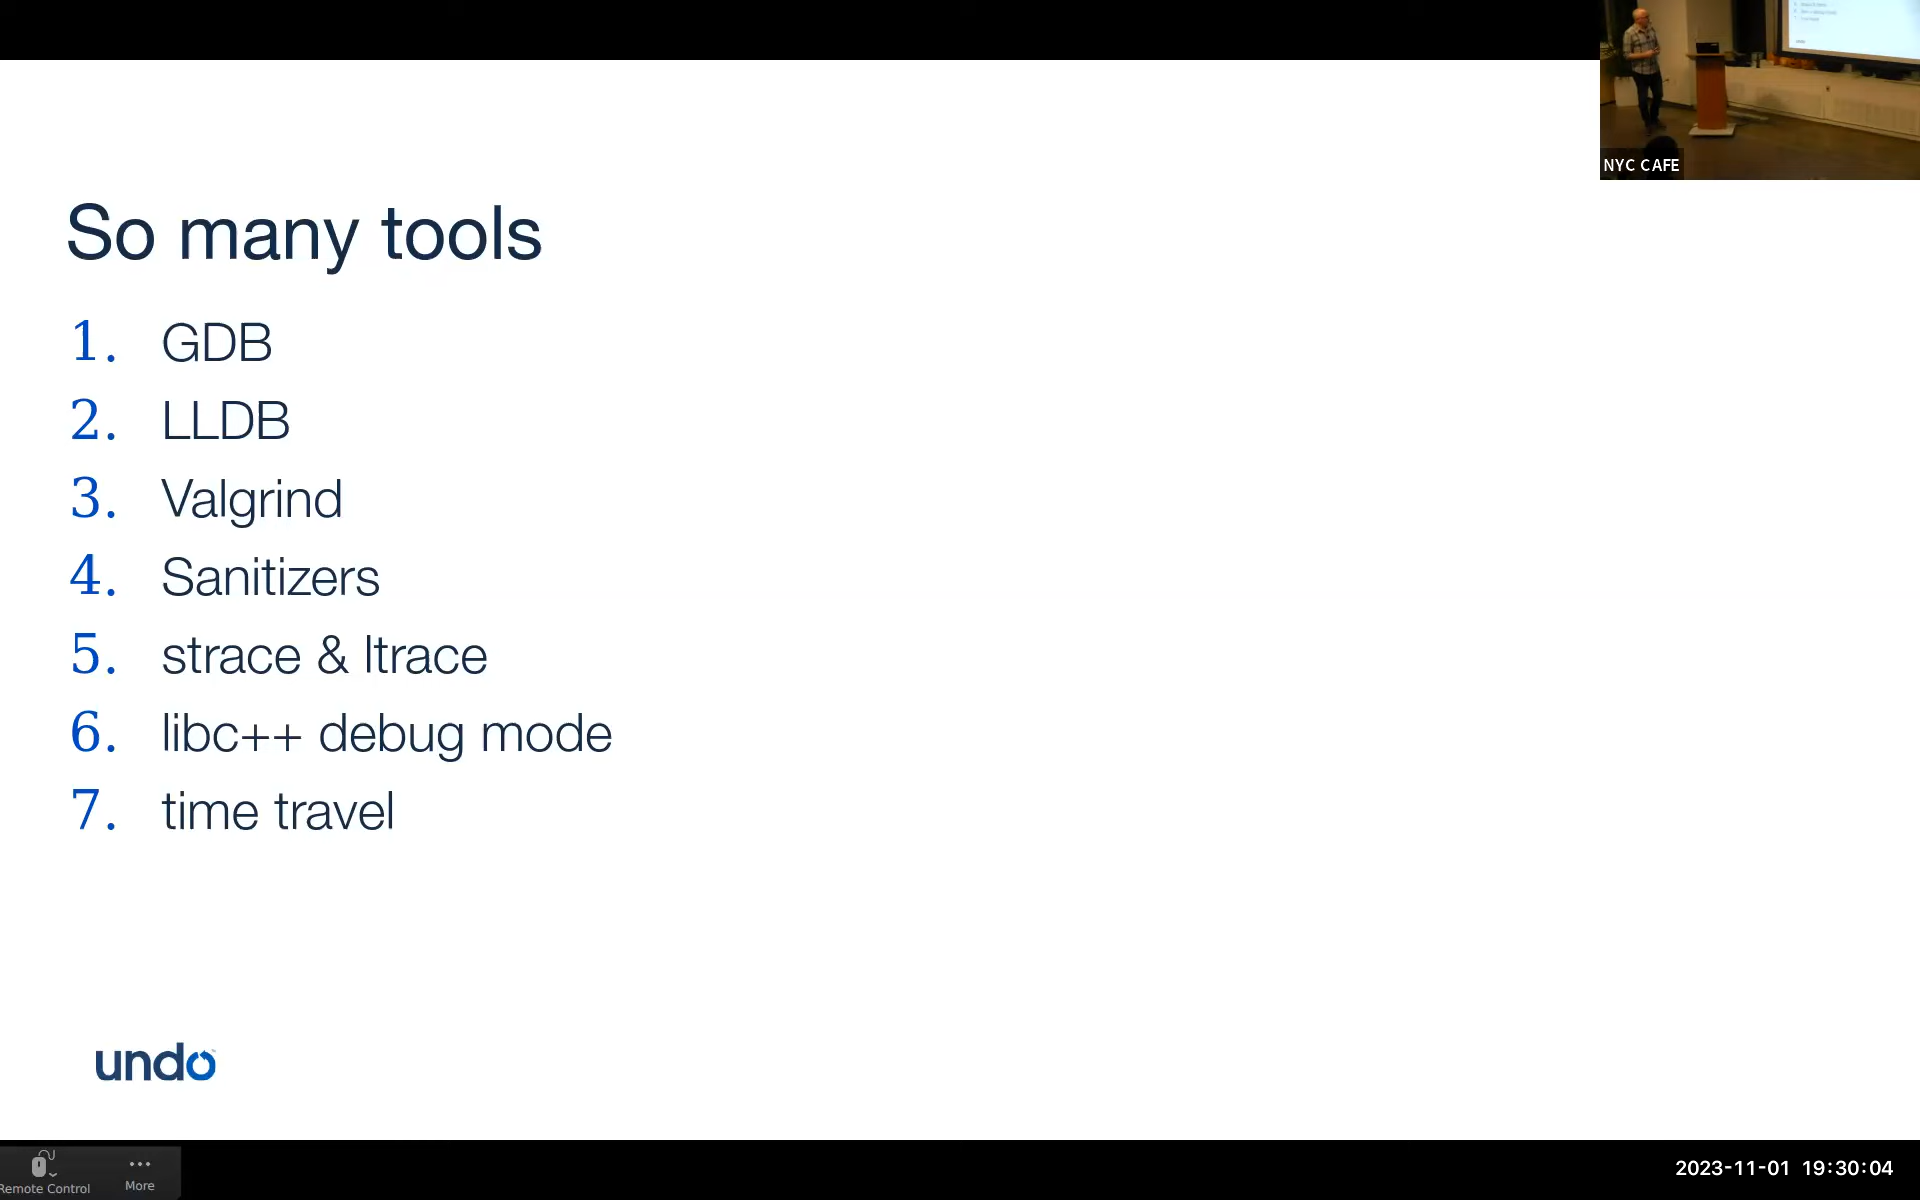 NYC CAFE
So many tools
1. GDB
2. LLDB
3. Valgrind
4. Sanitizers
5. strace & ltrace
6. libc++ debug mode
7. time travel
undo
Remote Control
More
2023-11-01 19:30:04